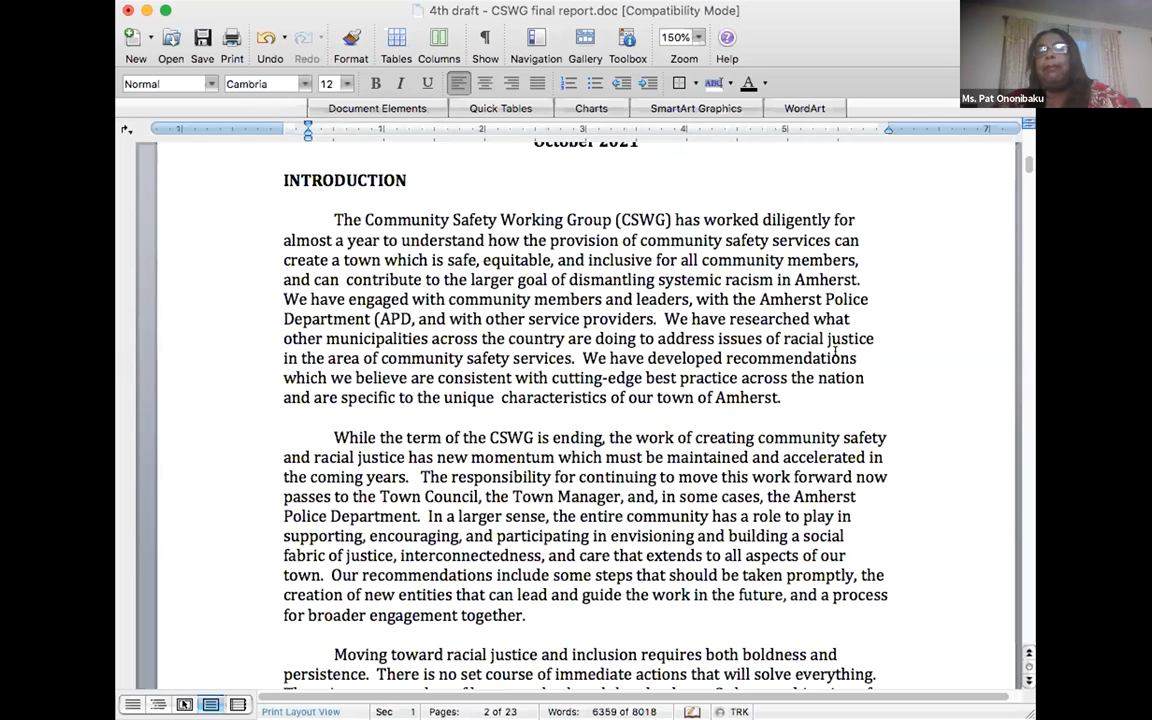 4th draft - CSWG final report.doc [Compatibility Mode]
New Open Save Print Undo Redo Format Tables Columns Show Navigation Gallery Toolbox Zoom Help
150%
Normal Cambria 12 B I U ABC A
Document Elements Quick Tables Charts SmartArt Graphics WordArt
Ms. Pat Ononibaku
1 1 2 3 4 5 7
October 2021
INTRODUCTION
The Community Safety Working Group (CSWG) has worked diligently for
almost a year to understand how the provision of community safety services can
create a town which is safe, equitable, and inclusive for all community members,
and can  contribute to the larger goal of dismantling systemic racism in Amherst.
We have engaged with community members and leaders, with the Amherst Police
Department (APD, and with other service providers.  We have researched what
other municipalities across the country are doing to address issues of racial justice
in the area of community safety services.  We have developed recommendations
which we believe are consistent with cutting-edge best practice across the nation
and are specific to the unique  characteristics of our town of Amherst.
While the term of the CSWG is ending, the work of creating community safety
and racial justice has new momentum which must be maintained and accelerated in
the coming years.   The responsibility for continuing to move this work forward now
passes to the Town Council, the Town Manager, and, in some cases, the Amherst
Police Department.  In a larger sense, the entire community has a role to play in
supporting, encouraging, and participating in envisioning and building a social
fabric of justice, interconnectedness, and care that extends to all aspects of our
town.  Our recommendations include some steps that should be taken promptly, the
creation of new entities that can lead and guide the work in the future, and a process
for broader engagement together.
Moving toward racial justice and inclusion requires both boldness and
persistence.  There is no set course of immediate actions that will solve everything.
Print Layout View Sec 1 Pages: 2 of 23 Words: 6359 of 8018 TRK